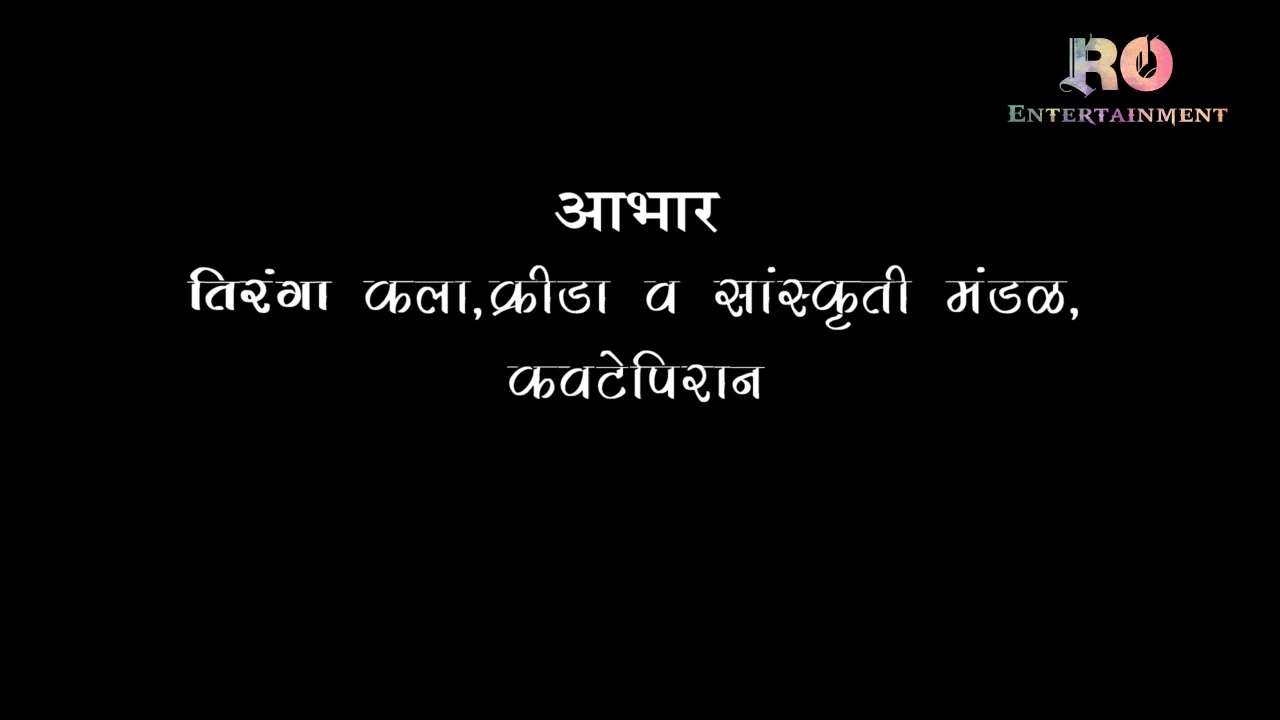 RO
ENTERTAINMENT
आभार
तिरंगा कला,क्रीडा व सांस्कृती मंडळ,
कवटेपिरान